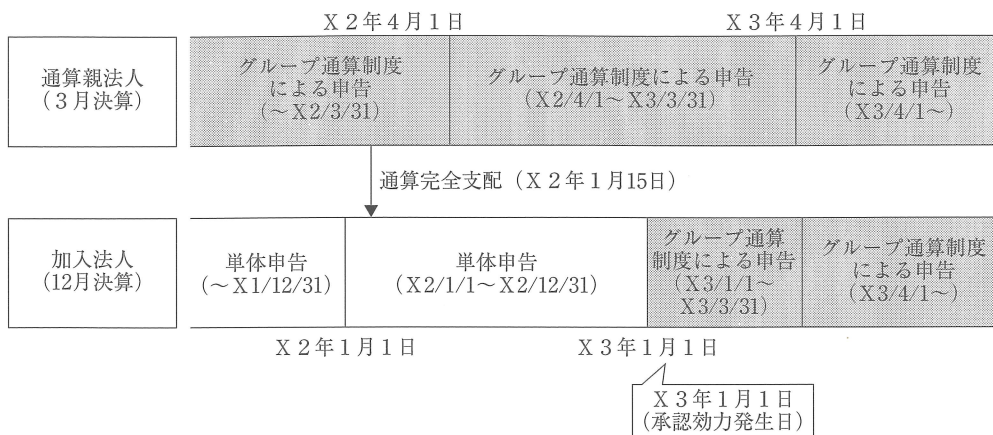 Ｘ２年４月１日
Ｘ３年４月１日
通算親法人
（３月決算）
グループ通算制度
による申告
（～Ｘ2/3/31）
グループ通算制度による申告
（Ｘ2/4/1～Ｘ3/3/31）
グループ通算制度
による申告
（Ｘ3/4/1～）
通算完全支配（Ｘ２年１月15日）
加入法人
（12月決算）
単体申告
（～Ｘ1/12/31）
単体申告
（Ｘ2/1/1～Ｘ2/12/31）
グループ通算
制度による申告
（Ｘ3/1/1～
Ｘ3/3/31）
グループ通算制度
による申告
（Ｘ3/4/1～）
Ｘ２年１月１日
Ｘ３年１月１日
Ｘ３年１月１日
（承認効力発生日）